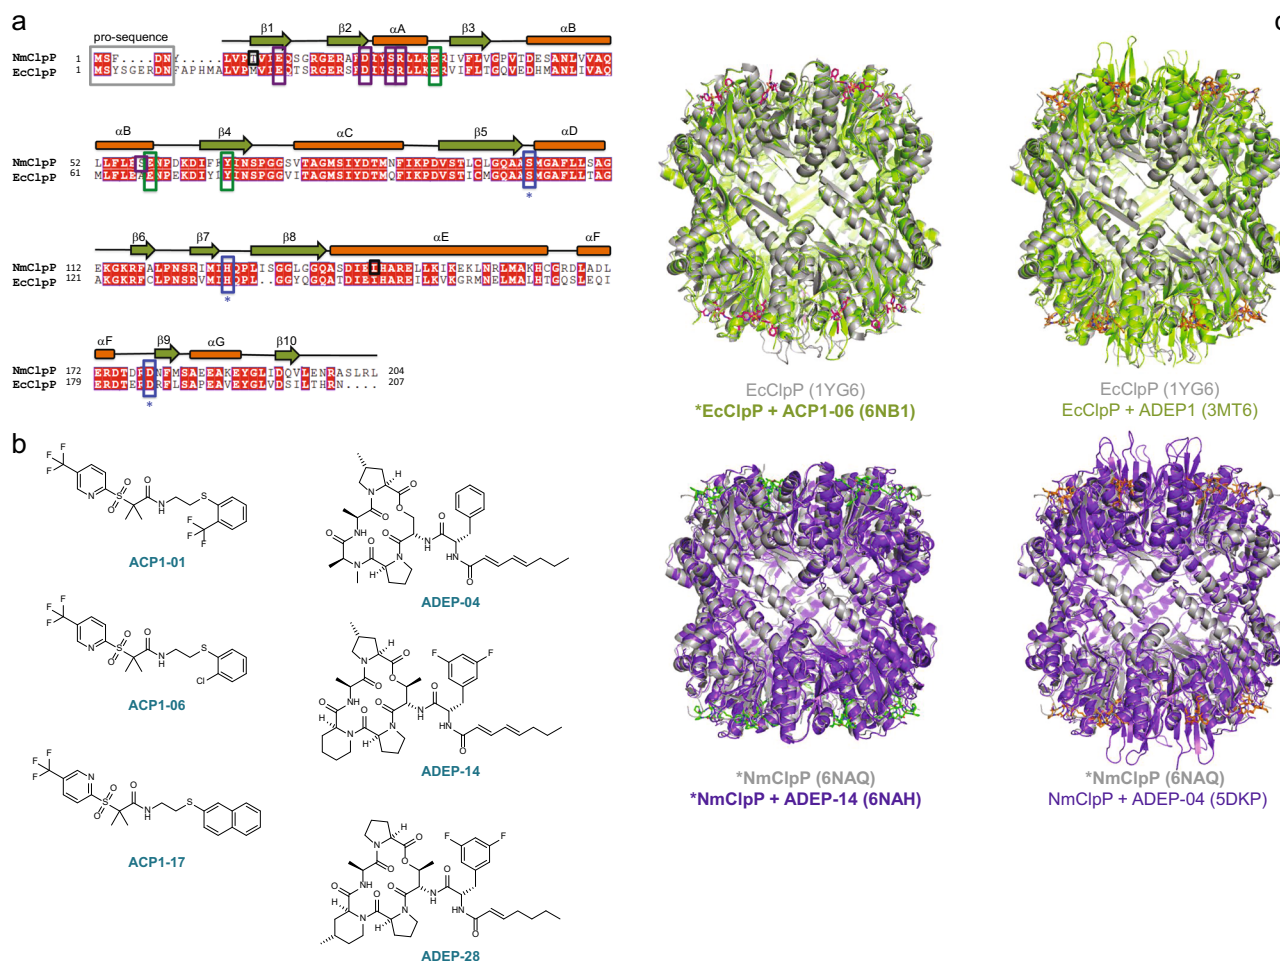 a
pro-sequence β1 β2 αA β3 αB
NmClpP 1 MSF....DNY.....LVPMVIEQSGRGERAFDIYSRLLKERIVFLVGPVTDESANLVVAQ
EcClpP 1 MSYSGERDNFAPHMALVPMVIEQTSRGERSFDIYSRLLKERVIFLTGQVEDHMANLIVAQ
αB β4 αC β5 αD
NmClpP 52 LLFLESENPDKDIFFYINSPGGSVTAGMSIYDTMNFIKPDVSTLCLGQAASMGAFLLSAG
EcClpP 61 MLFLEAENPEKDIYLYINSPGGVITAGMSIYDTMQFIKPDVSTICMGQAASMGAFLLTAG
*
β6 β7 β8 αE αF
NmClpP 112 EKGKRFALPNSRIMIHQPLISGGLGGQASDIEIHARELLKIKEKLNRLMAKHCGRDLADL
EcClpP 121 AKGKRFCLPNSRVMIHQPL..GGYQGQATDIEIHAREILKVKGRMNELMALHTGQSLEQI
*
αF β9 αG β10
NmClpP 172 ERDTDRDNFMSAEEAKEYGLIDQVLENRASLRL 204
EcClpP 179 ERDTERDRFLSAPEAVEYGLVDSILTHRN.... 207
*
b
ACP1-01
ACP1-06
ACP1-17
ADEP-04
ADEP-14
ADEP-28
c
EcClpP (1YG6)
*EcClpP + ACP1-06 (6NB1)
EcClpP (1YG6)
EcClpP + ADEP1 (3MT6)
*NmClpP (6NAQ)
*NmClpP + ADEP-14 (6NAH)
*NmClpP (6NAQ)
NmClpP + ADEP-04 (5DKP)